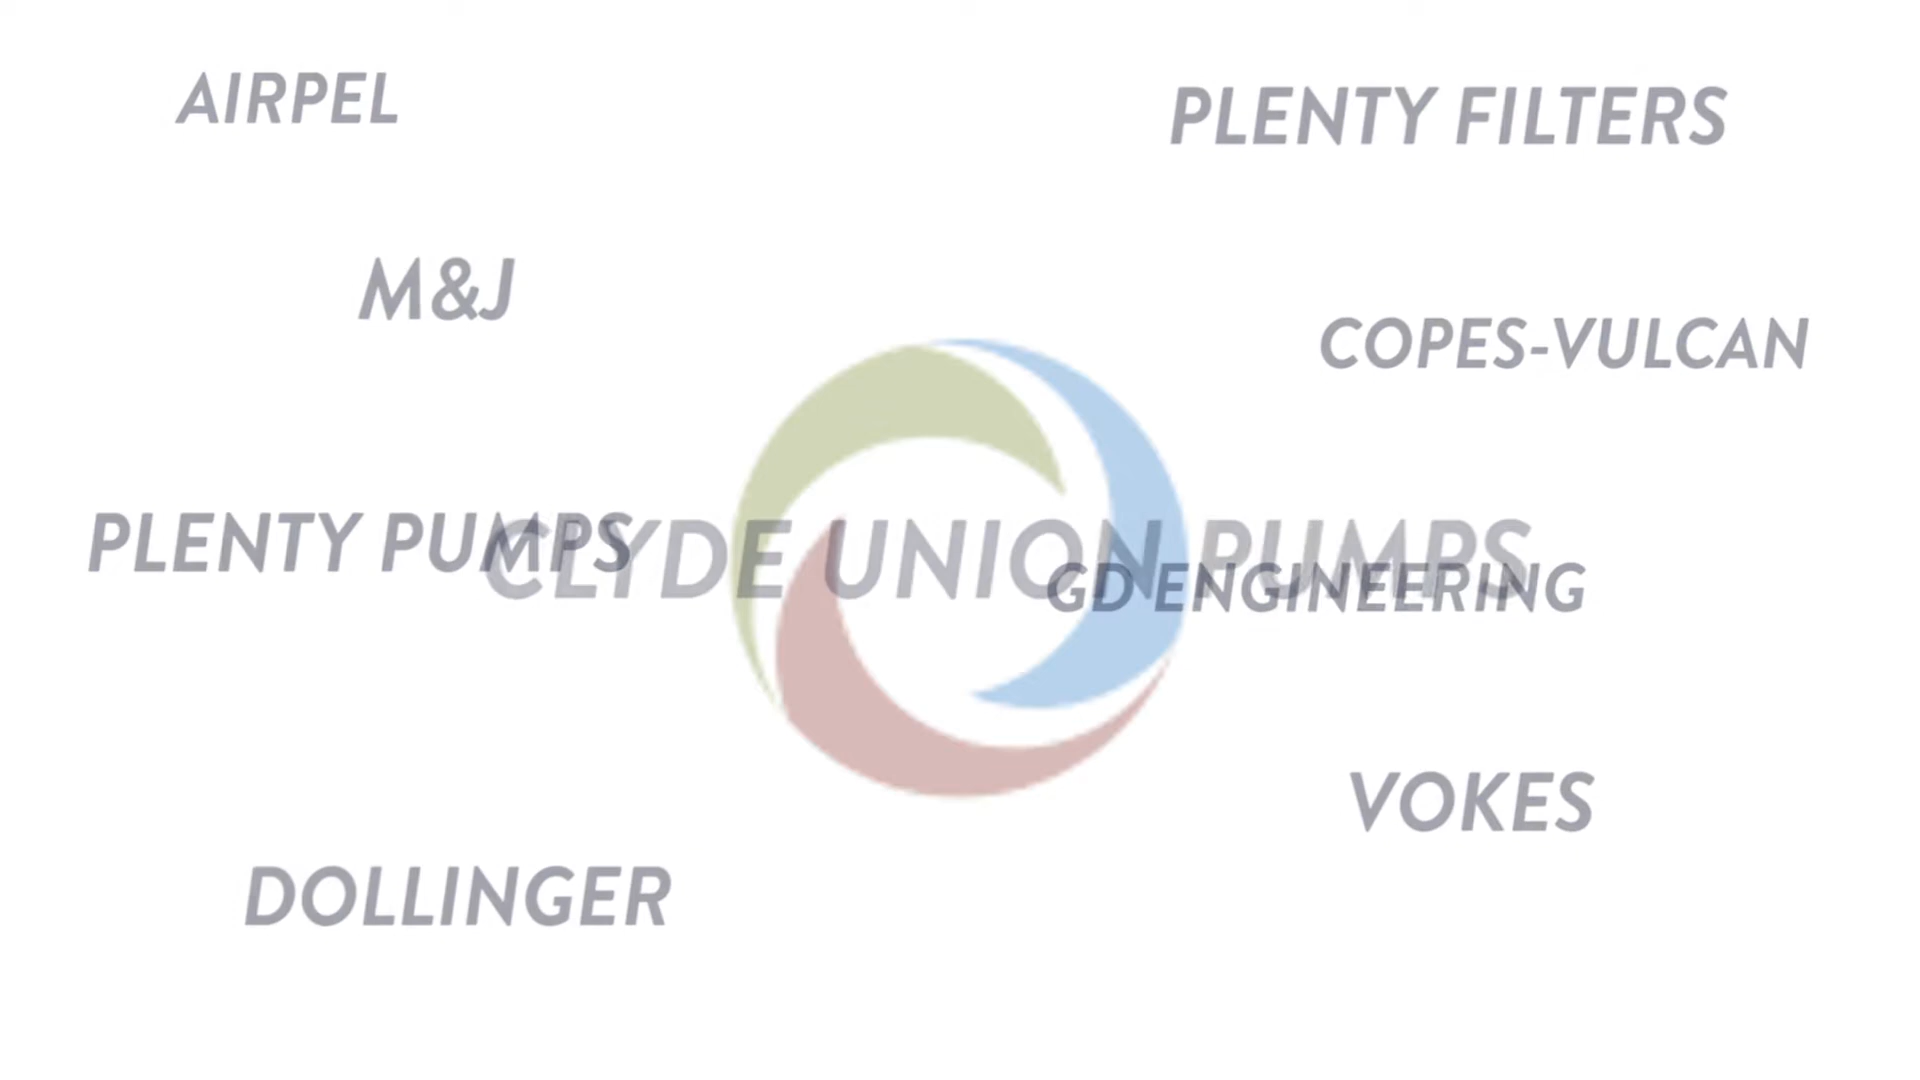 AIRPEL
PLENTY FILTERS
M&J
COPES-VULCAN
PLENTY PUMPS
CLYDE UNION PUMPS
GD ENGINEERING
VOKES
DOLLINGER